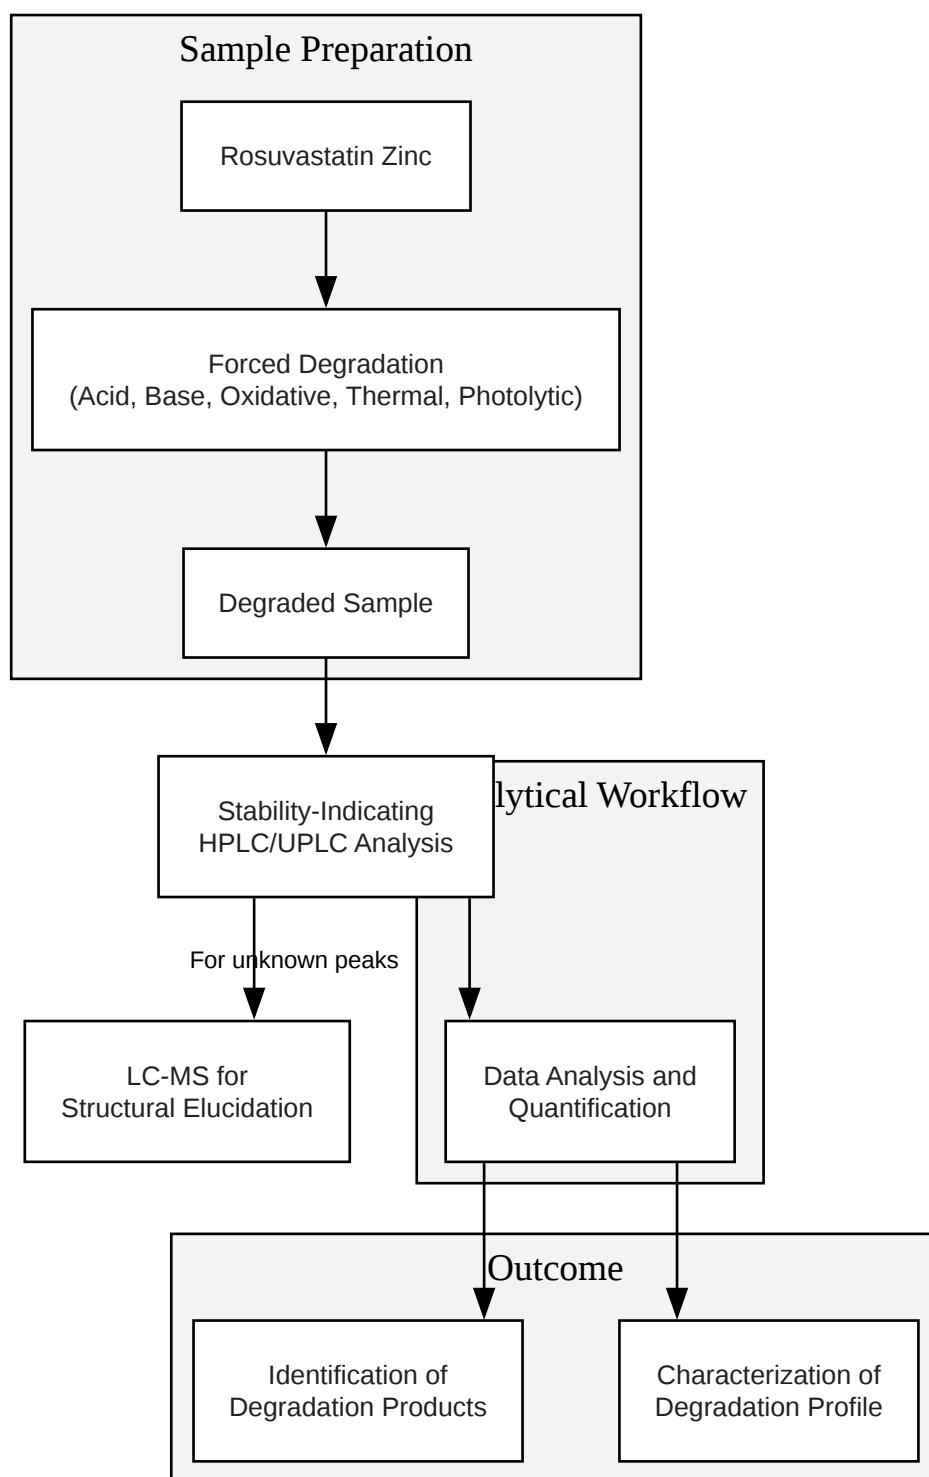 Sample Preparation
Rosuvastatin Zinc
Forced Degradation
(Acid, Base, Oxidative, Thermal, Photolytic)
Degraded Sample
Stability-Indicating
HPLC/UPLC Analysis
lytical Workflow
For unknown peaks
LC-MS for
Structural Elucidation
Data Analysis and
Quantification
Outcome
Identification of
Degradation Products
Characterization of
Degradation Profile